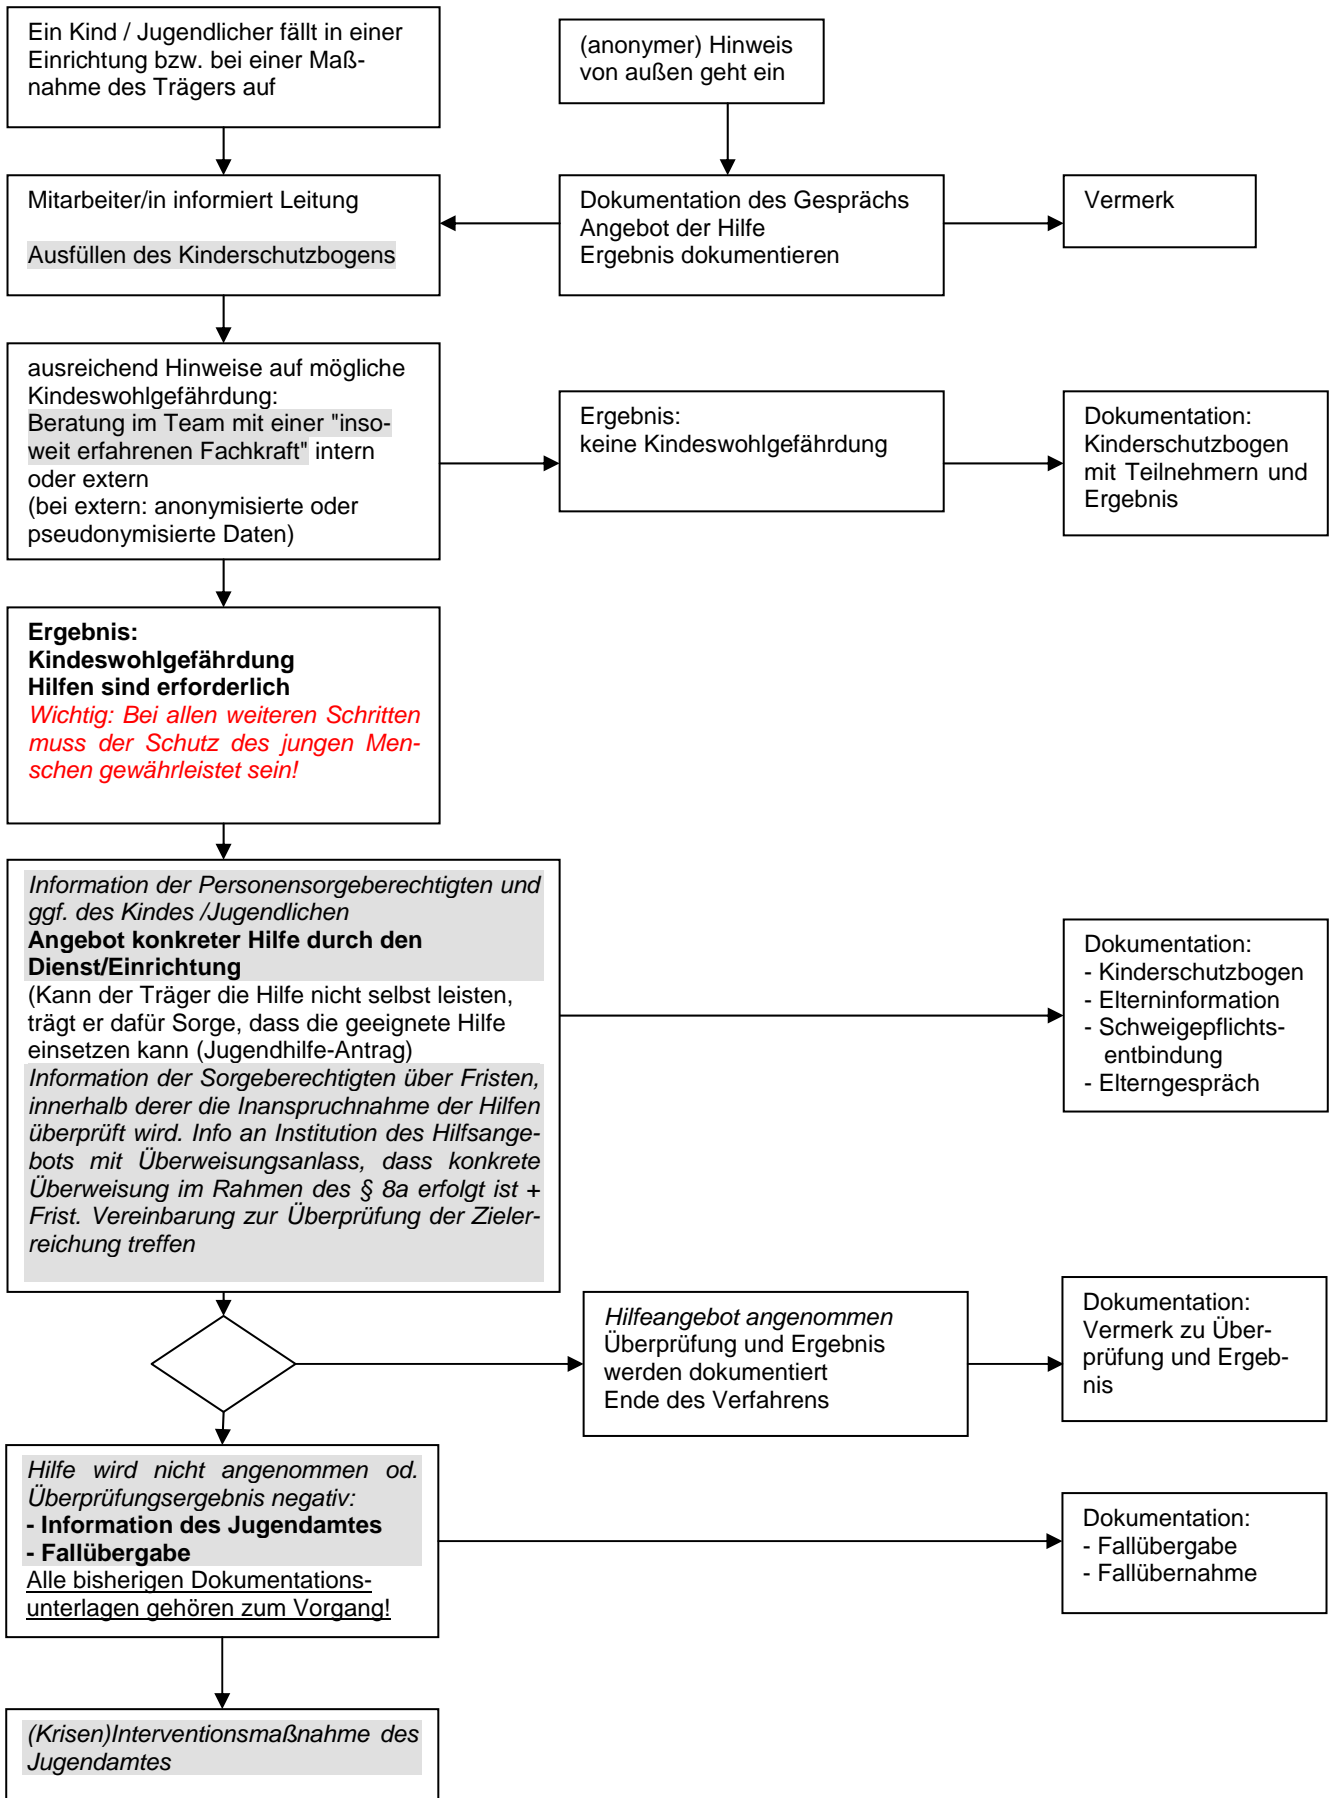 Ein Kind / Jugendlicher fällt in einer
Einrichtung bzw. bei einer Maß-
nahme des Trägers auf
(anonymer) Hinweis
von außen geht ein
Mitarbeiter/in informiert Leitung
Ausfüllen des Kinderschutzbogens
Dokumentation des Gesprächs
Angebot der Hilfe
Ergebnis dokumentieren
Vermerk
ausreichend Hinweise auf mögliche
Kindeswohlgefährdung:
Beratung im Team mit einer "inso-
weit erfahrenen Fachkraft" intern
oder extern
(bei extern: anonymisierte oder
pseudonymisierte Daten)
Ergebnis:
keine Kindeswohlgefährdung
Dokumentation:
Kinderschutzbogen
mit Teilnehmern und
Ergebnis
Ergebnis:
Kindeswohlgefährdung
Hilfen sind erforderlich
Wichtig: Bei allen weiteren Schritten
muss der Schutz des jungen Men-
schen gewährleistet sein!
Information der Personensorgeberechtigten und
ggf. des Kindes /Jugendlichen
Angebot konkreter Hilfe durch den
Dienst/Einrichtung
(Kann der Träger die Hilfe nicht selbst leisten,
trägt er dafür Sorge, dass die geeignete Hilfe
einsetzen kann (Jugendhilfe-Antrag)
Information der Sorgeberechtigten über Fristen,
innerhalb derer die Inanspruchnahme der Hilfen
überprüft wird. Info an Institution des Hilfsange-
bots mit Überweisungsanlass, dass konkrete
Überweisung im Rahmen des § 8a erfolgt ist +
Frist. Vereinbarung zur Überprüfung der Zieler-
reichung treffen
Dokumentation:
- Kinderschutzbogen
- Elterninformation
- Schweigepflichts-
entbindung
- Elterngespräch
Hilfeangebot angenommen
Überprüfung und Ergebnis
werden dokumentiert
Ende des Verfahrens
Dokumentation:
Vermerk zu Über-
prüfung und Ergeb-
nis
Hilfe wird nicht angenommen od.
Überprüfungsergebnis negativ:
- Information des Jugendamtes
- Fallübergabe
Alle bisherigen Dokumentations-
unterlagen gehören zum Vorgang!
Dokumentation:
- Fallübergabe
- Fallübernahme
(Krisen)Interventionsmaßnahme des
Jugendamtes